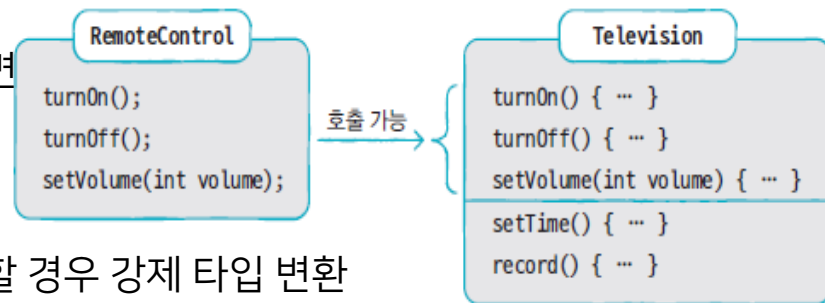 RemoteControl
turnOn();
turnOff();
setVolume(int volume);
호출 가능
Television
turnOn() { … }
turnOff() { … }
setVolume(int volume) { … }
setTime() { … }
record() { … }
할 경우 강제 타입 변환